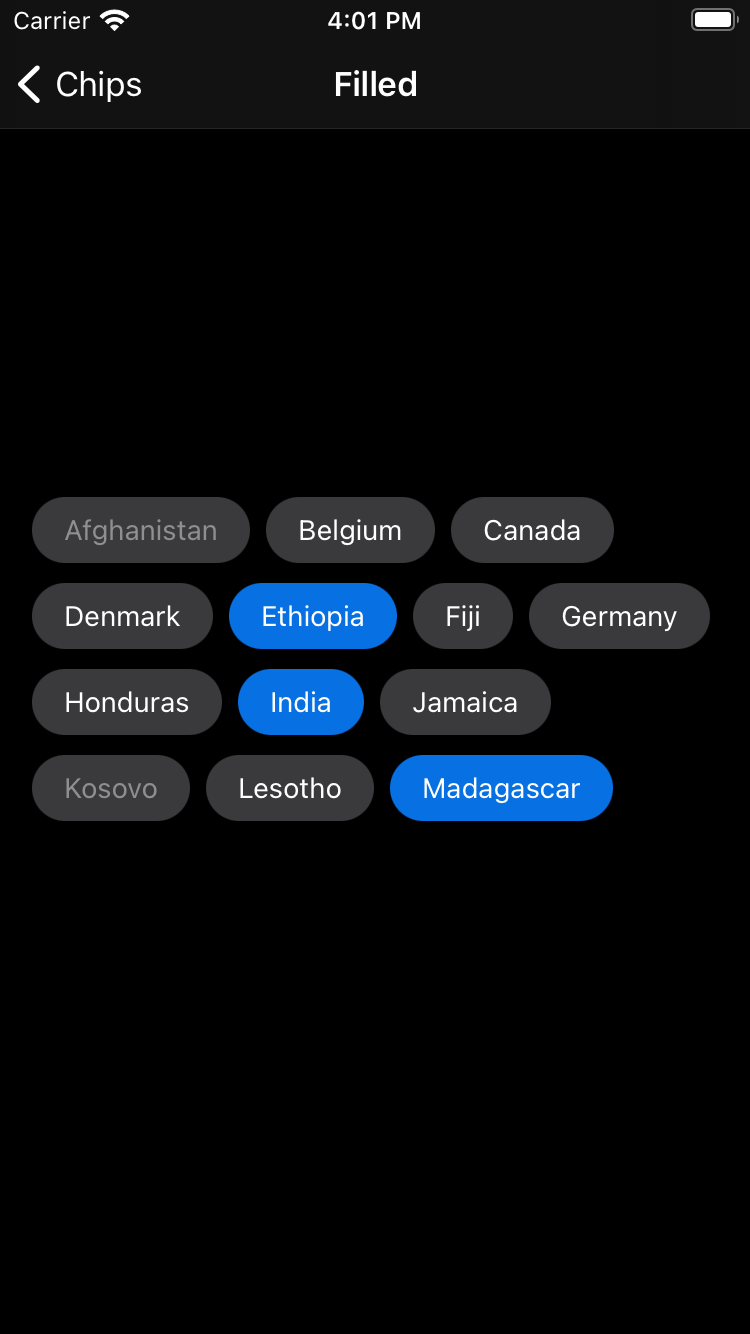 Carrier 4:01 PM
Chips Filled
Afghanistan Belgium Canada
Denmark Ethiopia Fiji Germany
Honduras India Jamaica
Kosovo Lesotho Madagascar